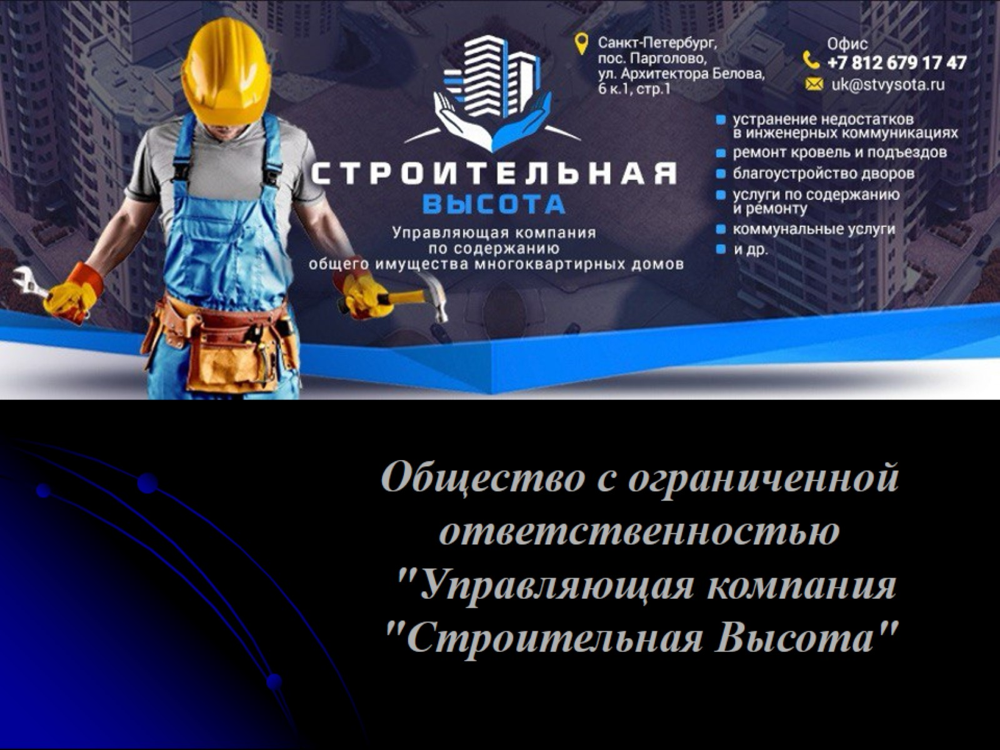 Санкт-Петербург,
пос. Парголово,
ул. Архитектора Белова,
6 к.1, стр.1
Офис
+7 812 679 17 47
uk@stvysota.ru
СТРОИТЕЛЬНАЯ
ВЫСОТА
Управляющая компания
по содержанию
общего имущества многоквартирных домов
устранение недостатков
в инженерных коммуникациях
ремонт кровель и подъездов
благоустройство дворов
услуги по содержанию
и ремонту
коммунальные услуги
и др.
Общество с ограниченной
ответственностью
"Управляющая компания
"Строительная Высота"